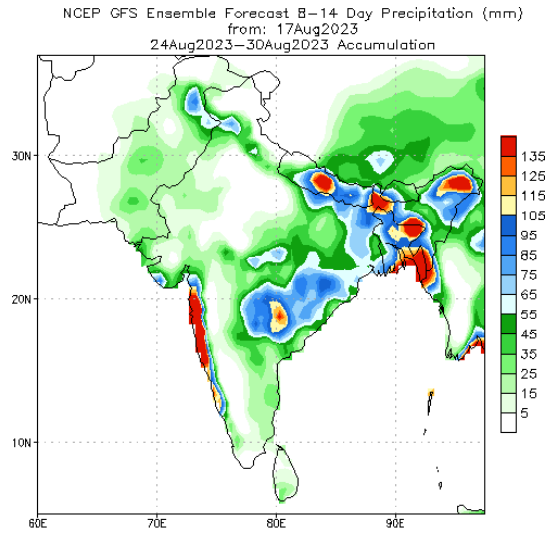 NCEP GFS Ensemble Forecast 8-14 Day Precipitation (mm)
from: 17Aug2023
24Aug2023-30Aug2023 Accumulation
30N
20N
10N
60E
70E
80E
90E
135
125
115
105
95
85
75
65
55
45
35
25
15
5